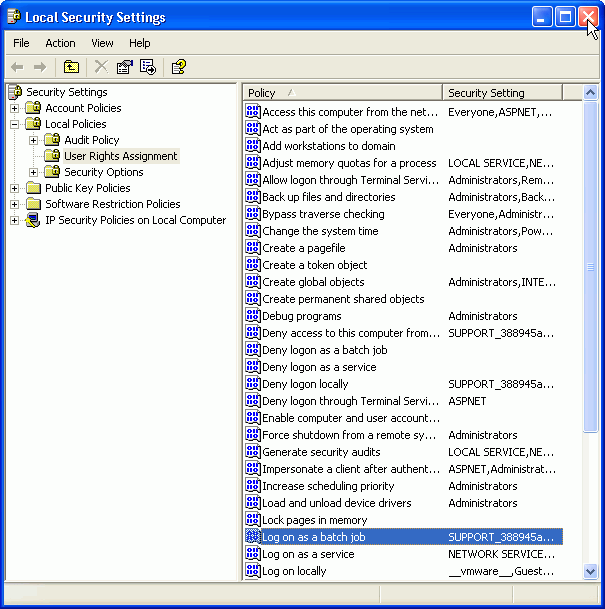 Local Security Settings
File Action View Help
Security Settings
Account Policies
Local Policies
Audit Policy
User Rights Assignment
Security Options
Public Key Policies
Software Restriction Policies
IP Security Policies on Local Computer
Policy Security Setting
Access this computer from the net... Everyone,ASPNET,...
Act as part of the operating system
Add workstations to domain
Adjust memory quotas for a process LOCAL SERVICE,NE...
Allow logon through Terminal Servi... Administrators,Rem...
Back up files and directories Administrators,Back...
Bypass traverse checking Everyone,Administr...
Change the system time Administrators,Pow...
Create a pagefile Administrators
Create a token object
Create global objects Administrators,INTE...
Create permanent shared objects
Debug programs Administrators
Deny access to this computer from... SUPPORT_388945a...
Deny logon as a batch job
Deny logon as a service
Deny logon locally SUPPORT_388945a...
Deny logon through Terminal Servi... ASPNET
Enable computer and user account...
Force shutdown from a remote sy... Administrators
Generate security audits LOCAL SERVICE,NE...
Impersonate a client after authent... ASPNET,Administrat...
Increase scheduling priority Administrators
Load and unload device drivers Administrators
Lock pages in memory
Log on as a batch job SUPPORT_388945a...
Log on as a service NETWORK SERVICE...
Log on locally __vmware__,Guest...